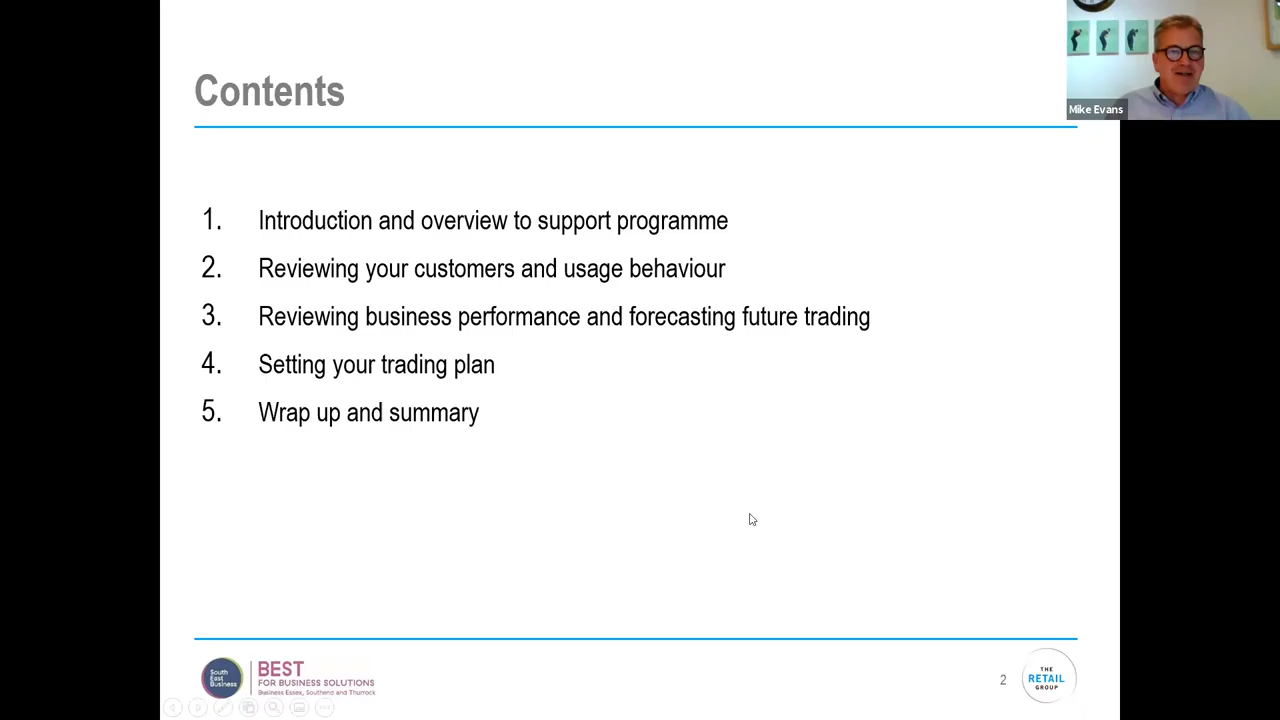 Mike Evans
Contents
1. Introduction and overview to support programme
2. Reviewing your customers and usage behaviour
3. Reviewing business performance and forecasting future trading
4. Setting your trading plan
5. Wrap up and summary
South
East
Business
BEST
FOR BUSINESS SOLUTIONS
Business Essex, Southend and Thurrock
2
THE
RETAIL
GROUP